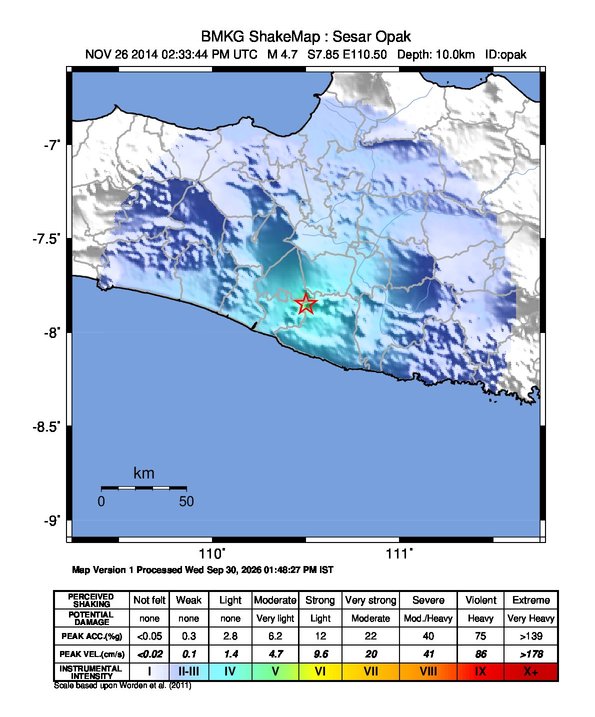 BMKG ShakeMap : Sesar Opak
NOV 26 2014 02:33:44 PM UTC M 4.7 S7.85 E110.50 Depth: 10.0km ID:opak
-7°
-7.5°
-8°
-8.5°
-9°
km
0 50
110° 111°
Map Version 1 Processed Wed Sep 30, 2026 01:48:27 PM IST
PERCEIVED SHAKING Not felt Weak Light Moderate Strong Very strong Severe Violent Extreme
POTENTIAL DAMAGE none none none Very light Light Moderate Mod./Heavy Heavy Very Heavy
PEAK ACC.(%g) <0.05 0.3 2.8 6.2 12 22 40 75 >139
PEAK VEL.(cm/s) <0.02 0.1 1.4 4.7 9.6 20 41 86 >178
INSTRUMENTAL INTENSITY I II-III IV V VI VII VIII IX X+
Scale based upon Worden et al. (2011)